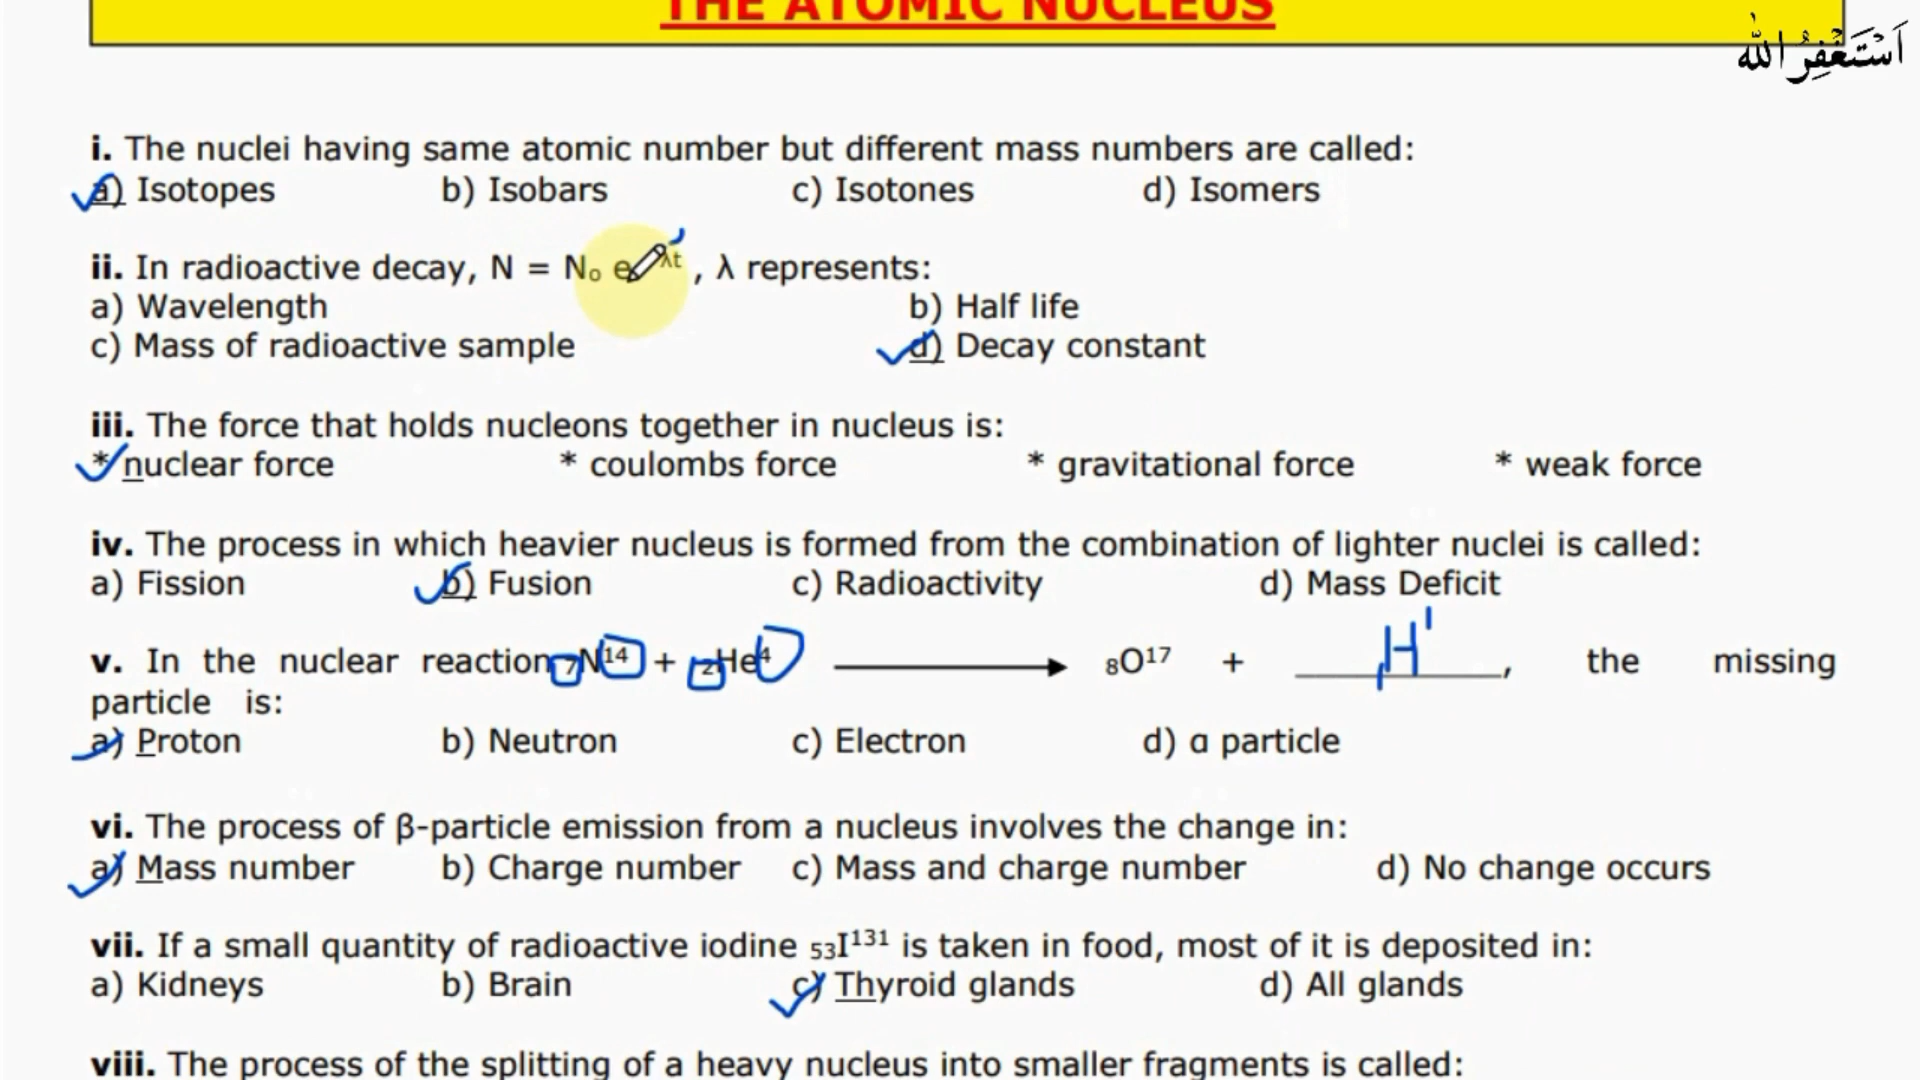 THE ATOMIC NUCLEUS
اَسْتَغْفِرُ اللّٰه
i. The nuclei having same atomic number but different mass numbers are called:
a) Isotopes b) Isobars c) Isotones d) Isomers
ii. In radioactive decay, N = N₀ e λt , λ represents:
a) Wavelength b) Half life
c) Mass of radioactive sample d) Decay constant
iii. The force that holds nucleons together in nucleus is:
* nuclear force * coulombs force * gravitational force * weak force
iv. The process in which heavier nucleus is formed from the combination of lighter nuclei is called:
a) Fission b) Fusion c) Radioactivity d) Mass Deficit
v. In the nuclear reaction ₇N¹⁴ + ₂He⁴ → ₈O¹⁷ + ₁H¹, the missing
particle is:
a) Proton b) Neutron c) Electron d) α particle
vi. The process of β-particle emission from a nucleus involves the change in:
a) Mass number b) Charge number c) Mass and charge number d) No change occurs
vii. If a small quantity of radioactive iodine ₅₃I¹³¹ is taken in food, most of it is deposited in:
a) Kidneys b) Brain c) Thyroid glands d) All glands
viii. The process of the splitting of a heavy nucleus into smaller fragments is called: